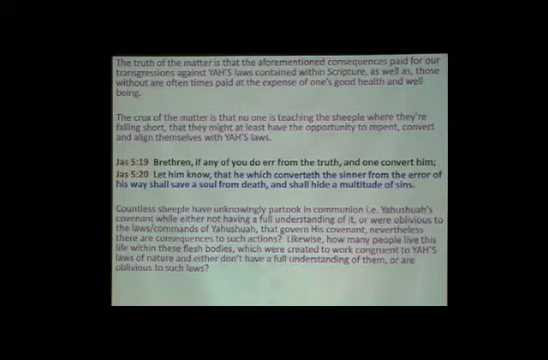 The truth of the matter is that the aforementioned consequences paid for our
transgressions against YAH'S laws contained within Scripture, as well as, those
without are often times paid at the expense of one's good health and well
being.
The crux of the matter is that no one is teaching the sheeple where they're
falling short, that they might at least have the opportunity to repent, convert
and align themselves with YAH'S laws.
Jas 5:19 Brethren, if any of you do err from the truth, and one convert him;
Jas 5:20 Let him know, that he which converteth the sinner from the error of
his way shall save a soul from death, and shall hide a multitude of sins.
Countless sheeple have unknowingly partook in communion i.e. Yahushuah's
covenant while either not having a full understanding of it, or were oblivious to
the laws/commands of Yahushuah, that govern His covenant, nevertheless
there are consequences to such actions? Likewise, how many people live this
life within these flesh bodies, which were created to work congruent to YAH'S
laws of nature and either don't have a full understanding of them, or are
oblivious to such laws?